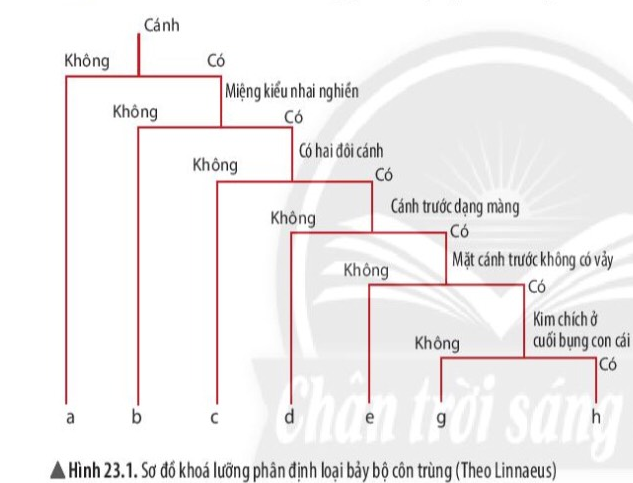 Cánh
Không
Có
Miệng kiểu nhai nghiền
Không
Có
Có hai đôi cánh
Không
Có
Cánh trước dạng màng
Không
Có
Mặt cánh trước không có vảy
Không
Có
Kim chích ở
cuối bụng con cái
Không
Có
a b c d e g h
Chân trời sáng
▲ Hình 23.1. Sơ đồ khoá lưỡng phân định loại bảy bộ côn trùng (Theo Linnaeus)